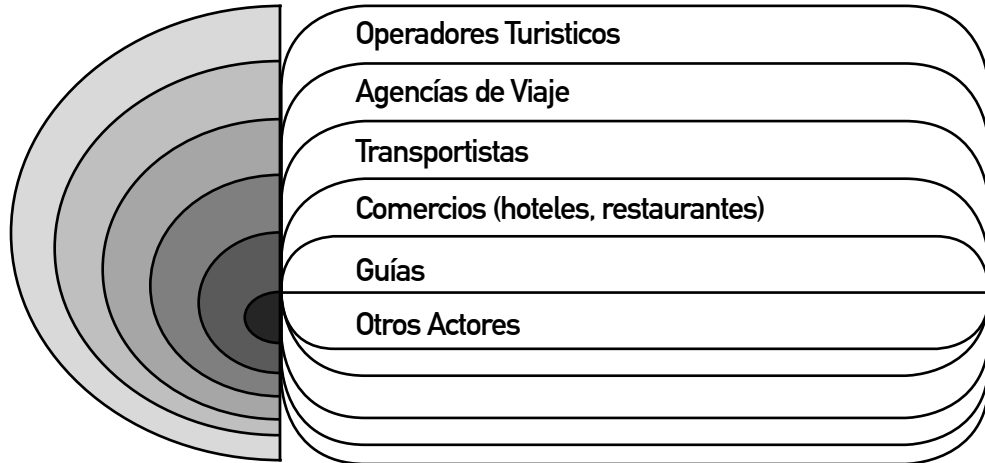 Operadores Turisticos
Agencías de Viaje
Transportistas
Comercios (hoteles, restaurantes)
Guías
Otros Actores